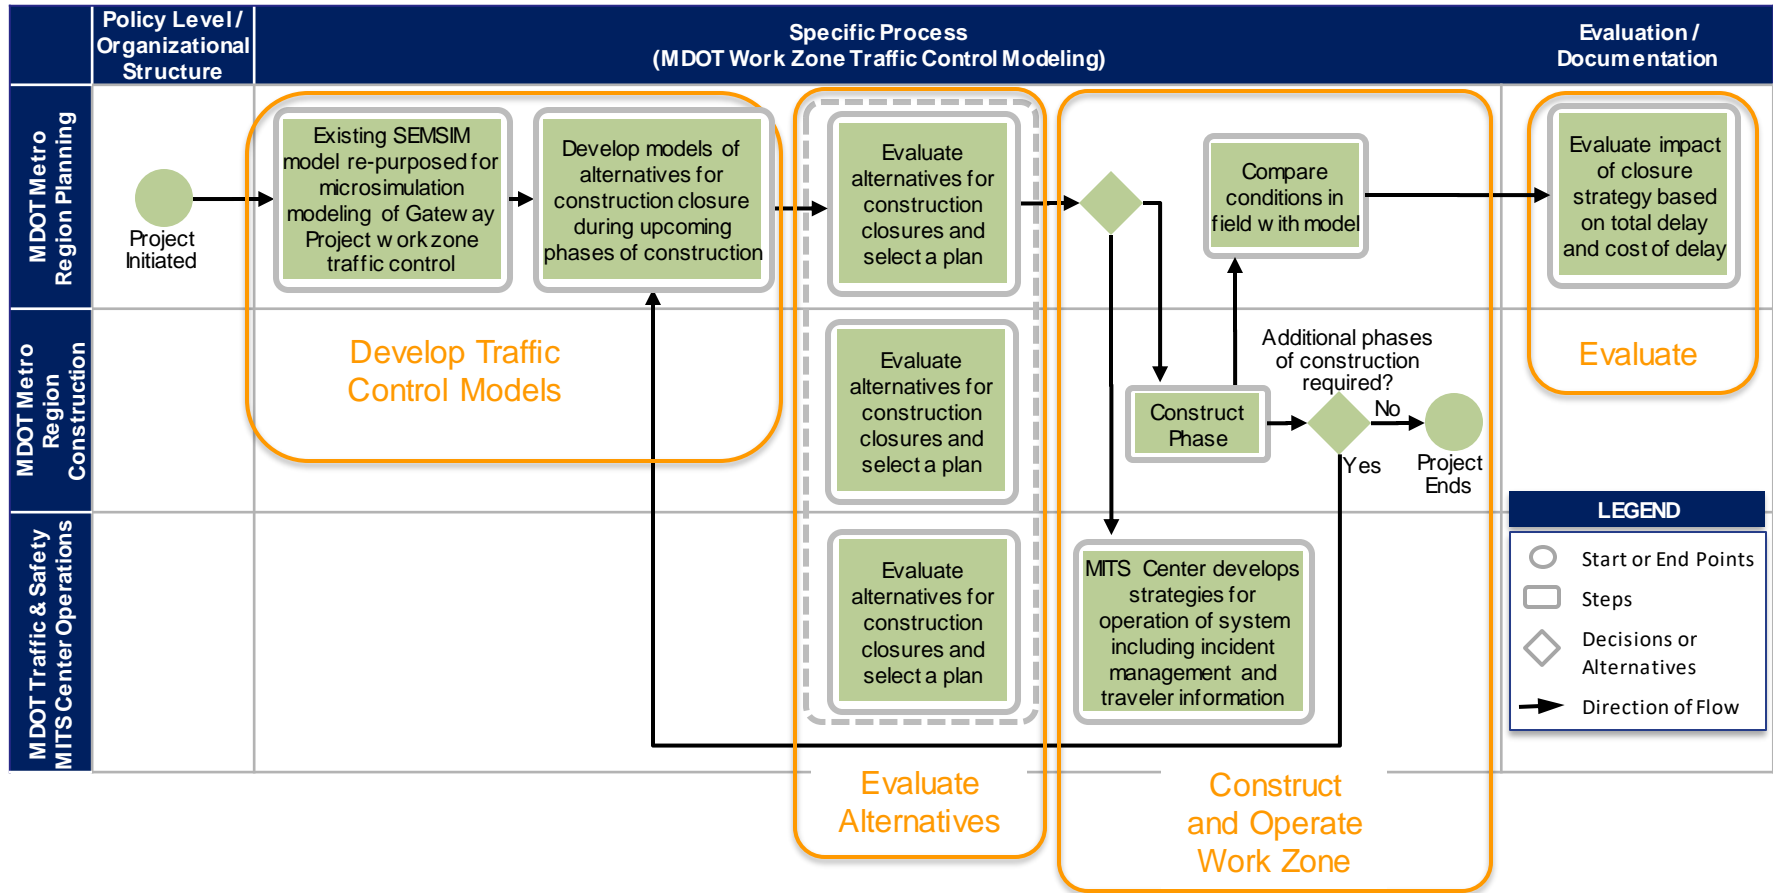 Policy Level /
Organizational
Structure
Specific Process
(MDOT Work Zone Traffic Control Modeling)
Evaluation /
Documentation
MDOT Metro
Region Planning
Project
Initiated
Existing SEMSIM
model re-purposed for
microsimulation
modeling of Gateway
Project work zone
traffic control
Develop models of
alternatives for
construction closure
during upcoming
phases of construction
Evaluate
alternatives for
construction
closures and
select a plan
Compare
conditions in
field with model
Evaluate impact
of closure
strategy based
on total delay
and cost of delay
MDOT Metro
Region
Construction
Develop Traffic
Control Models
Evaluate
alternatives for
construction
closures and
select a plan
Construct
Phase
Additional phases
of construction
required?
No
Yes
Project
Ends
Evaluate
MDOT Traffic & Safety
MITS Center Operations
Evaluate
alternatives for
construction
closures and
select a plan
MITS Center develops
strategies for
operation of system
including incident
management and
traveler information
LEGEND
Start or End Points
Steps
Decisions or
Alternatives
Direction of Flow
Evaluate
Alternatives
Construct
and Operate
Work Zone